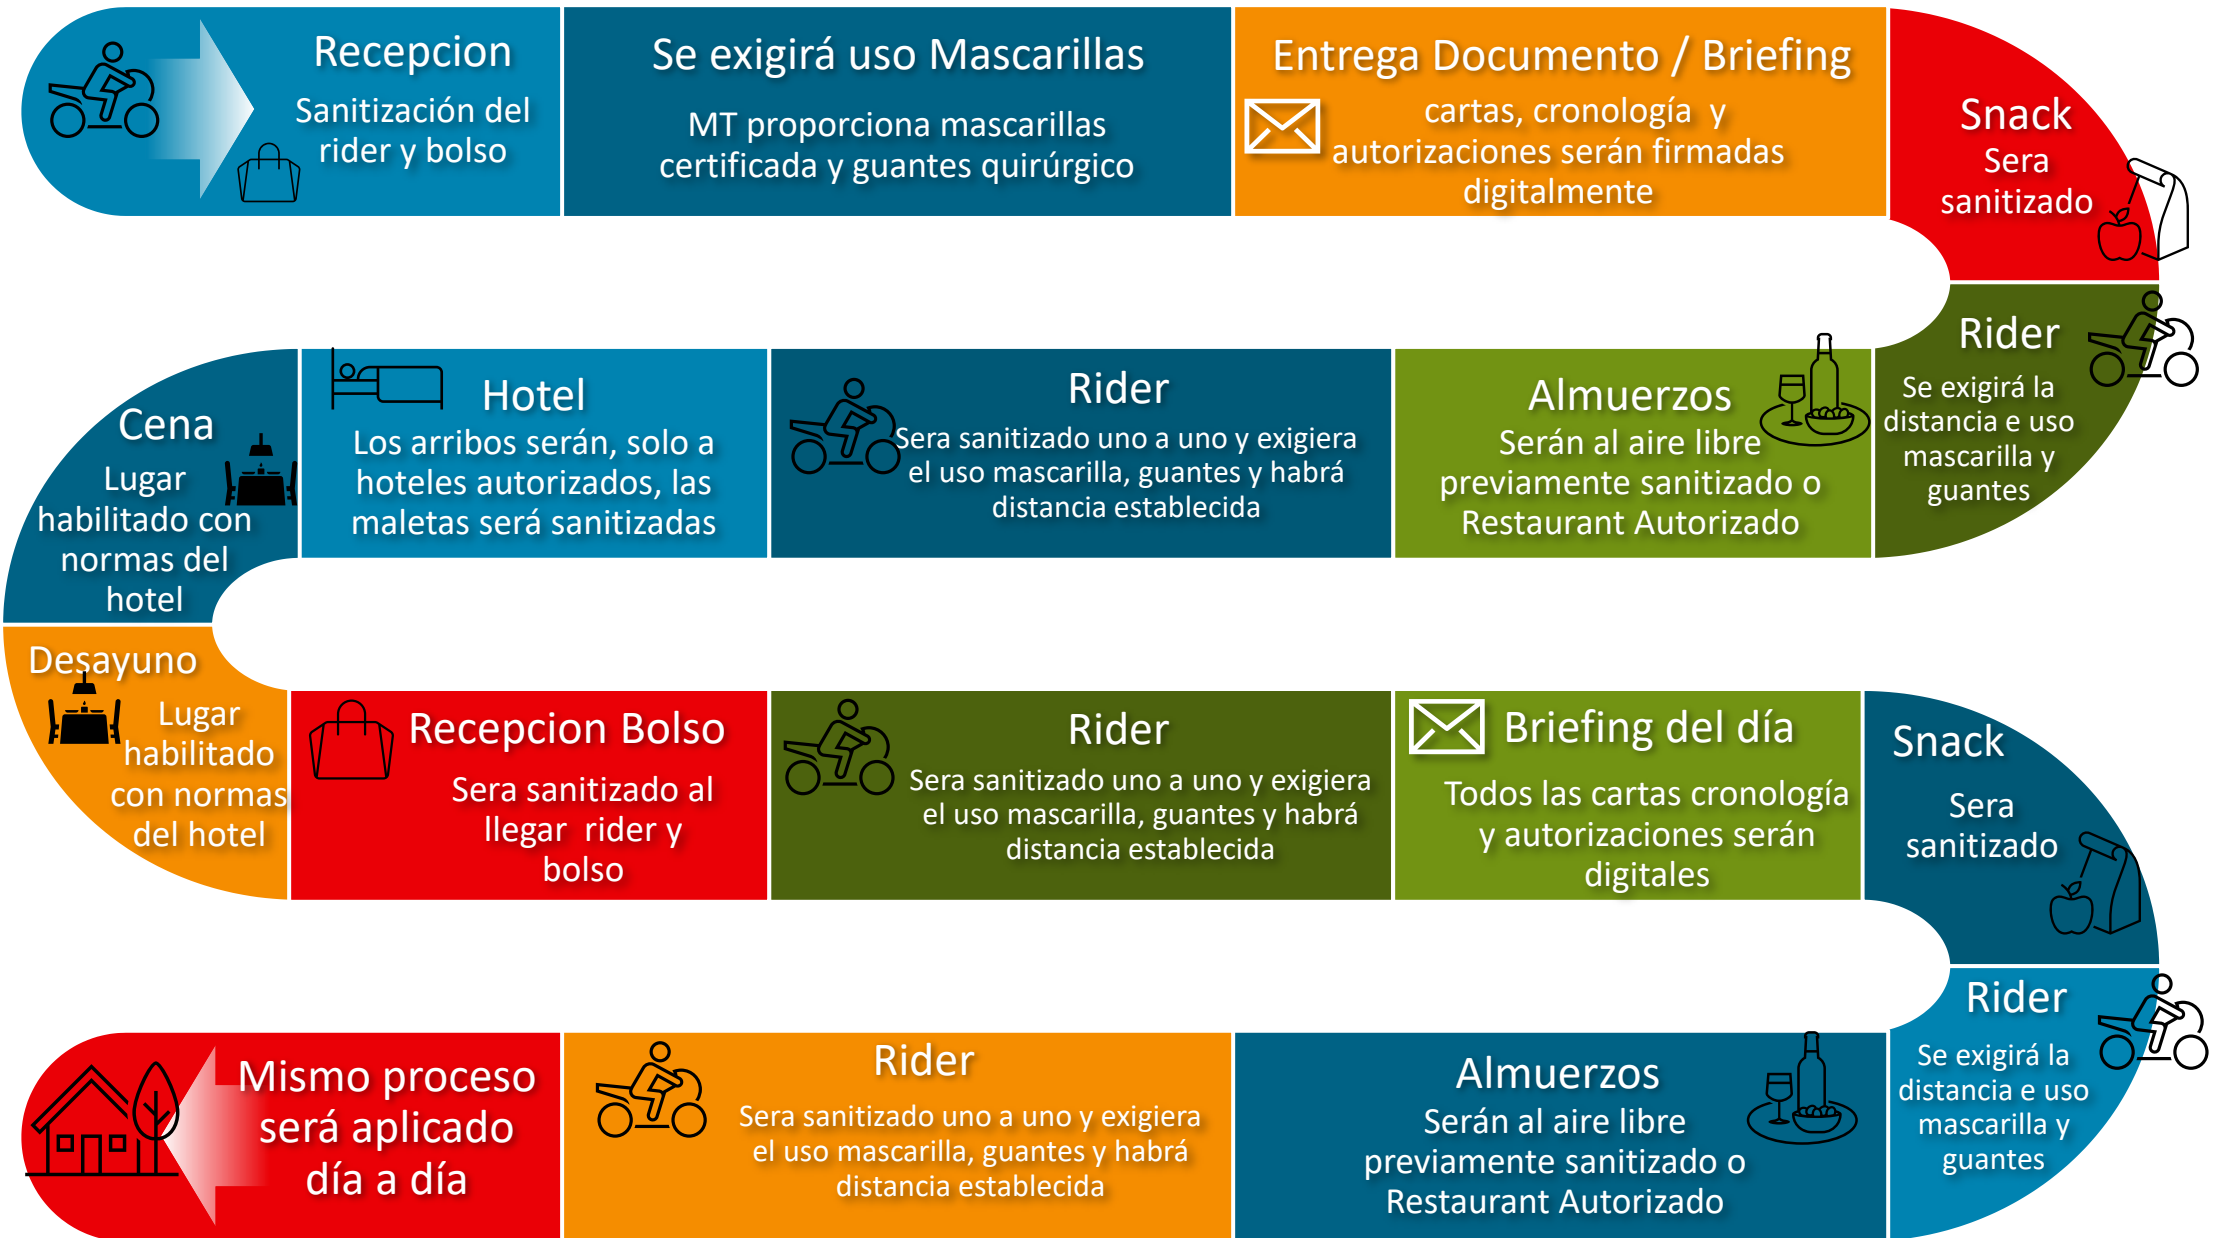 Recepcion
Sanitización del
rider y bolso
Se exigirá uso Mascarillas
MT proporciona mascarillas
certificada y guantes quirúrgico
Entrega Documento / Briefing
cartas, cronología y
autorizaciones serán firmadas
digitalmente
Snack
Sera
sanitizado
Rider
Se exigirá la
distancia e uso
mascarilla y
guantes
Almuerzos
Serán al aire libre
previamente sanitizado o
Restaurant Autorizado
Rider
Sera sanitizado uno a uno y exigiera
el uso mascarilla, guantes y habrá
distancia establecida
Hotel
Los arribos serán, solo a
hoteles autorizados, las
maletas será sanitizadas
Cena
Lugar
habilitado con
normas del
hotel
Desayuno
Lugar
habilitado
con normas
del hotel
Recepcion Bolso
Sera sanitizado al
llegar rider y
bolso
Rider
Sera sanitizado uno a uno y exigiera
el uso mascarilla, guantes y habrá
distancia establecida
Briefing del día
Todos las cartas cronología
y autorizaciones serán
digitales
Snack
Sera
sanitizado
Rider
Se exigirá la
distancia e uso
mascarilla y
guantes
Almuerzos
Serán al aire libre
previamente sanitizado o
Restaurant Autorizado
Rider
Sera sanitizado uno a uno y exigiera
el uso mascarilla, guantes y habrá
distancia establecida
Mismo proceso
será aplicado
día a día